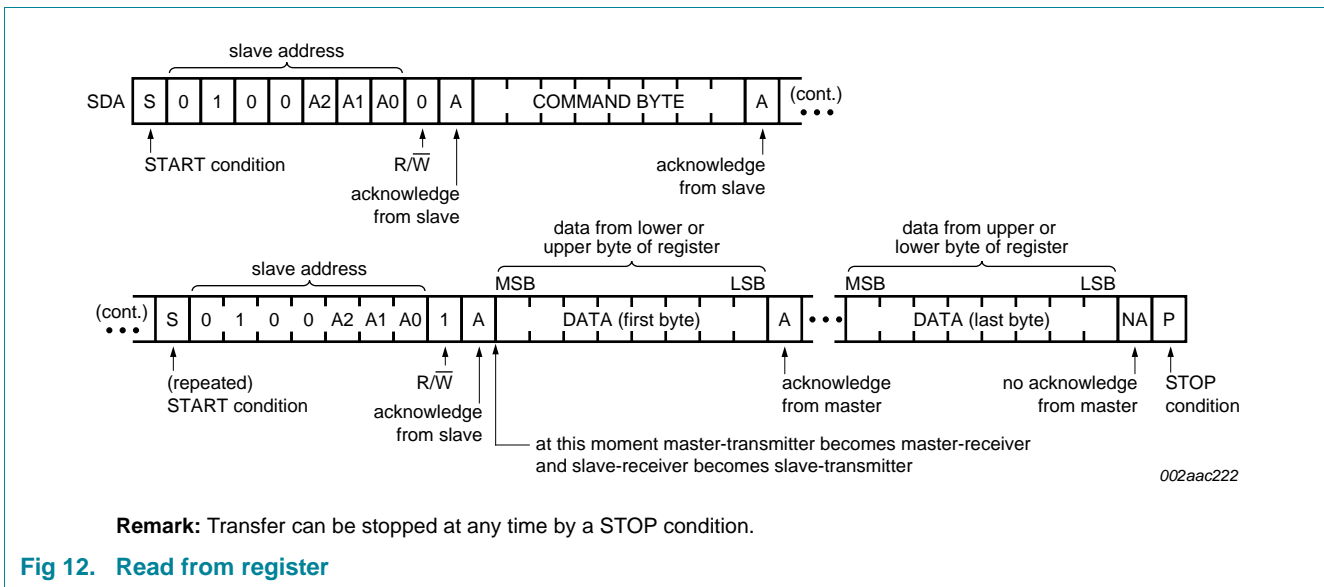 slave address
SDA S 0 1 0 0 A2 A1 A0 0 A COMMAND BYTE A (cont.)
START condition R/W̅ acknowledge
from slave
acknowledge
from slave
data from lower or
upper byte of register
data from upper or
lower byte of register
slave address
MSB LSB MSB LSB
(cont.) S 0 1 0 0 A2 A1 A0 1 A DATA (first byte) A DATA (last byte) NA P
(repeated)
START condition
R/W̅
acknowledge
from slave
acknowledge
from master
no acknowledge
from master
STOP
condition
at this moment master-transmitter becomes master-receiver
and slave-receiver becomes slave-transmitter
002aac222
Remark: Transfer can be stopped at any time by a STOP condition.
Fig 12. Read from register